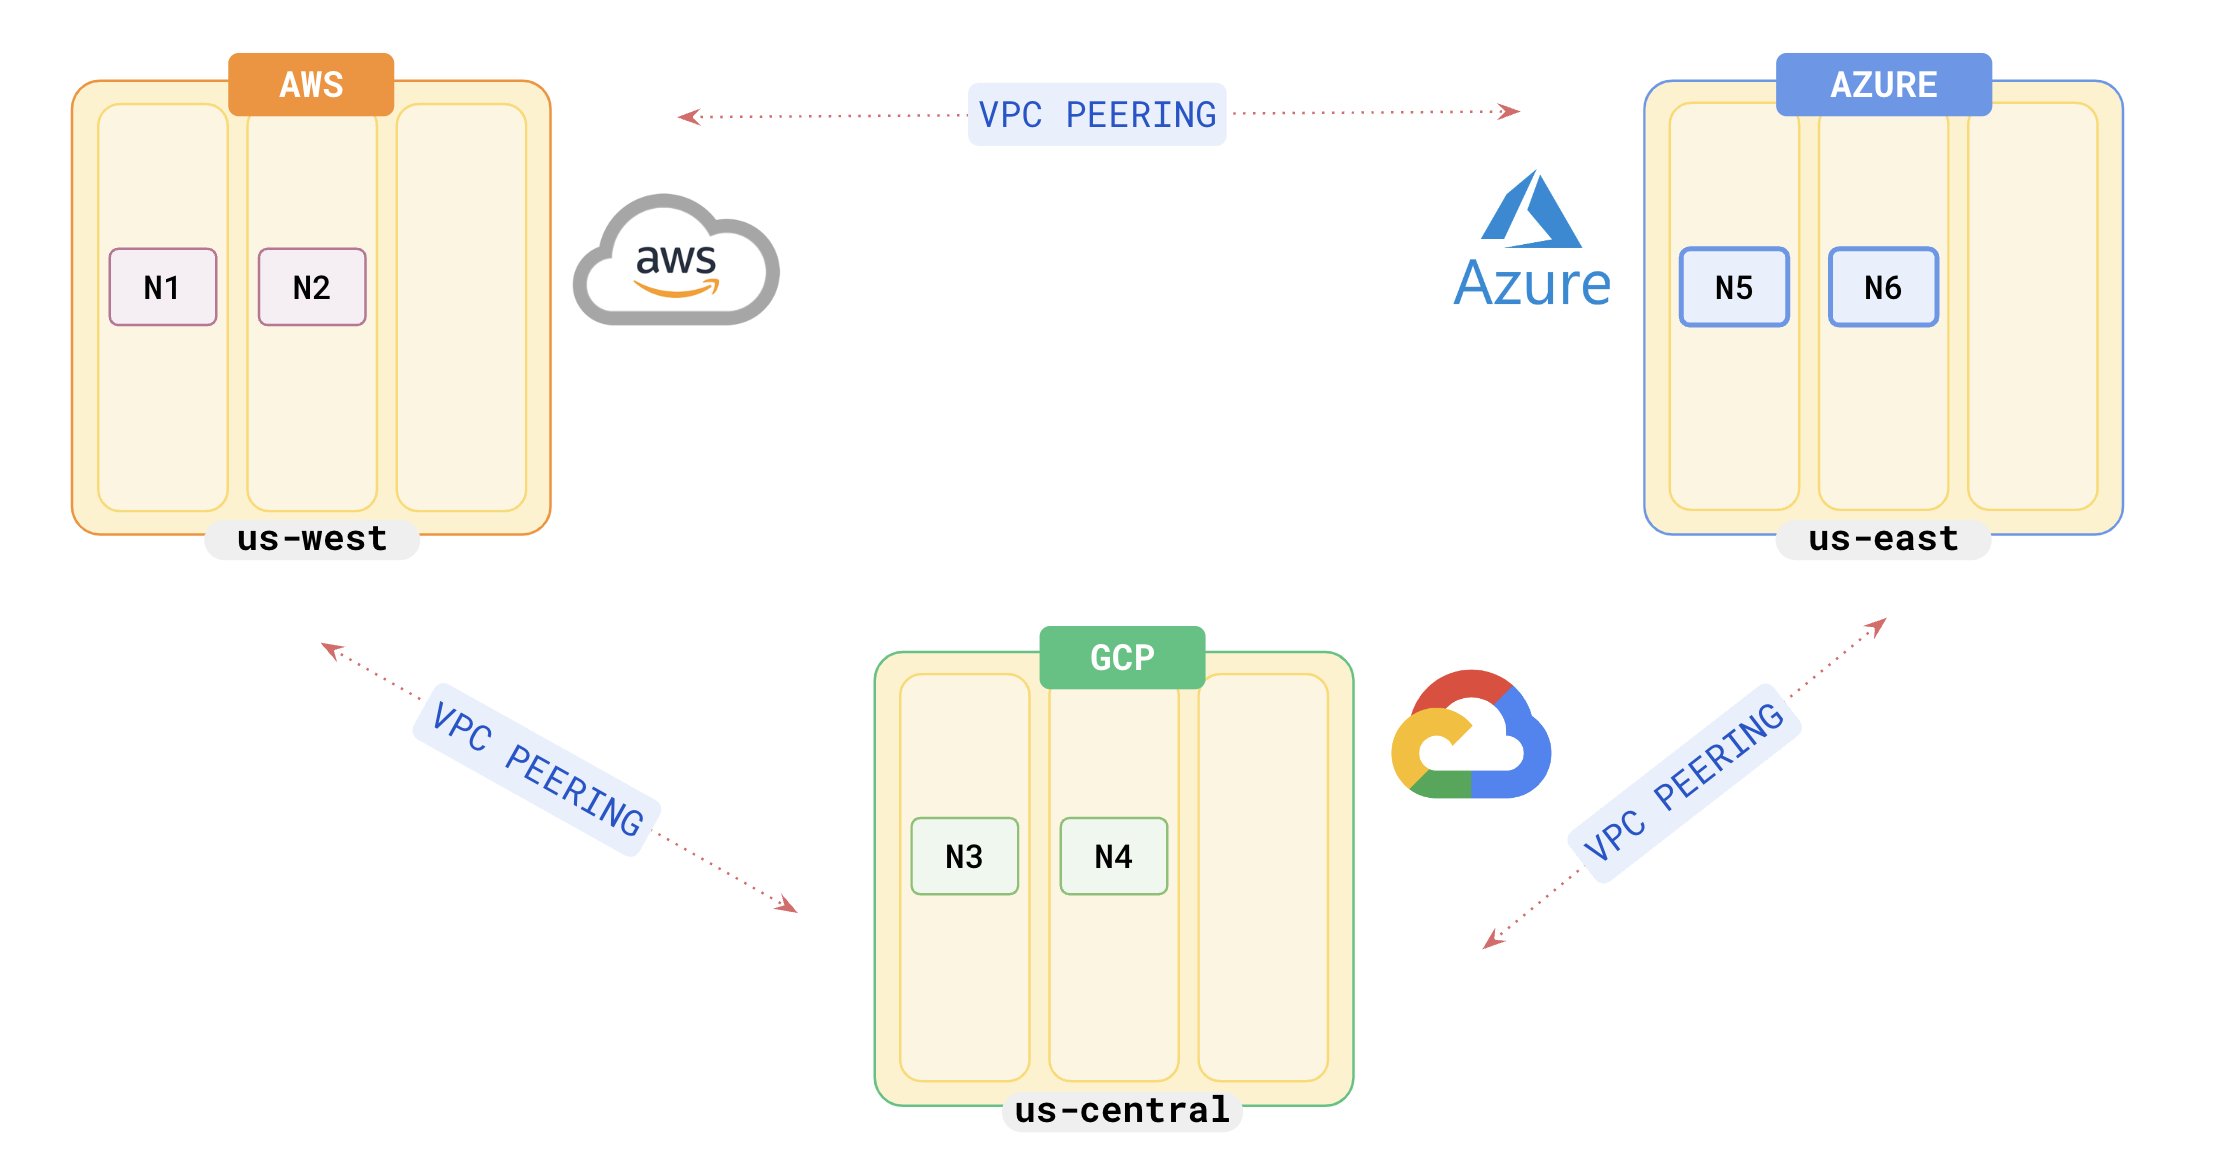 AWS
VPC PEERING
AZURE
aws
Azure
N1
N2
N5
N6
us-west
us-east
VPC PEERING
GCP
VPC PEERING
N3
N4
us-central